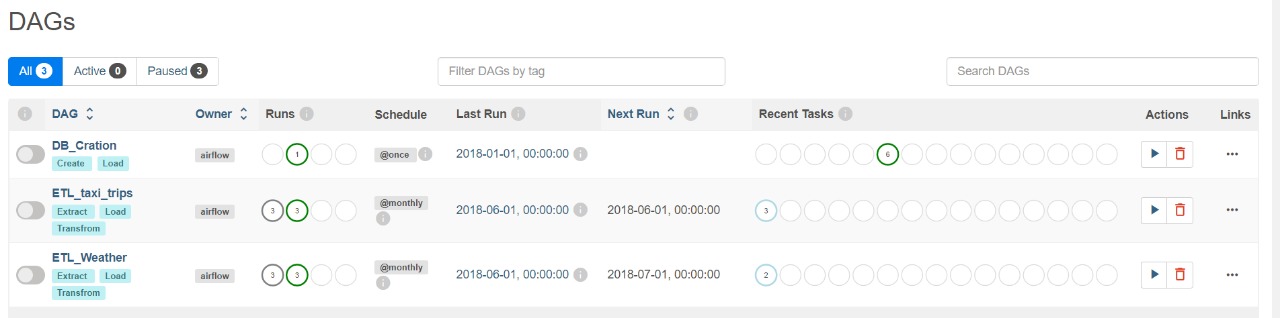 DAGs
All 3 Active 0 Paused 3 Filter DAGs by tag Search DAGs
DAG Owner Runs Schedule Last Run Next Run Recent Tasks Actions Links
DB_Cration airflow 1 @once 2018-01-01, 00:00:00 6
Create Load
ETL_taxi_trips airflow 3 3 @monthly 2018-06-01, 00:00:00 2018-06-01, 00:00:00 3
Extract Load
Transfrom
ETL_Weather airflow 3 3 @monthly 2018-06-01, 00:00:00 2018-07-01, 00:00:00 2
Extract Load
Transfrom